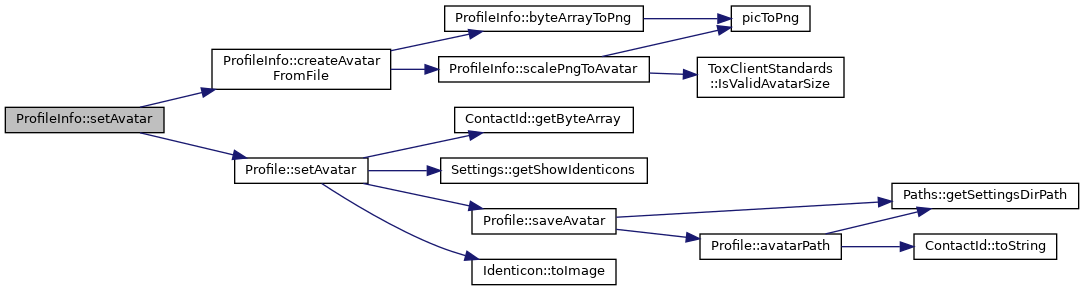 ProfileInfo::setAvatar
ProfileInfo::createAvatar
FromFile
ProfileInfo::byteArrayToPng
picToPng
ProfileInfo::scalePngToAvatar
ToxClientStandards
::IsValidAvatarSize
Profile::setAvatar
ContactId::getByteArray
Settings::getShowIdenticons
Profile::saveAvatar
Paths::getSettingsDirPath
Profile::avatarPath
ContactId::toString
Identicon::toImage